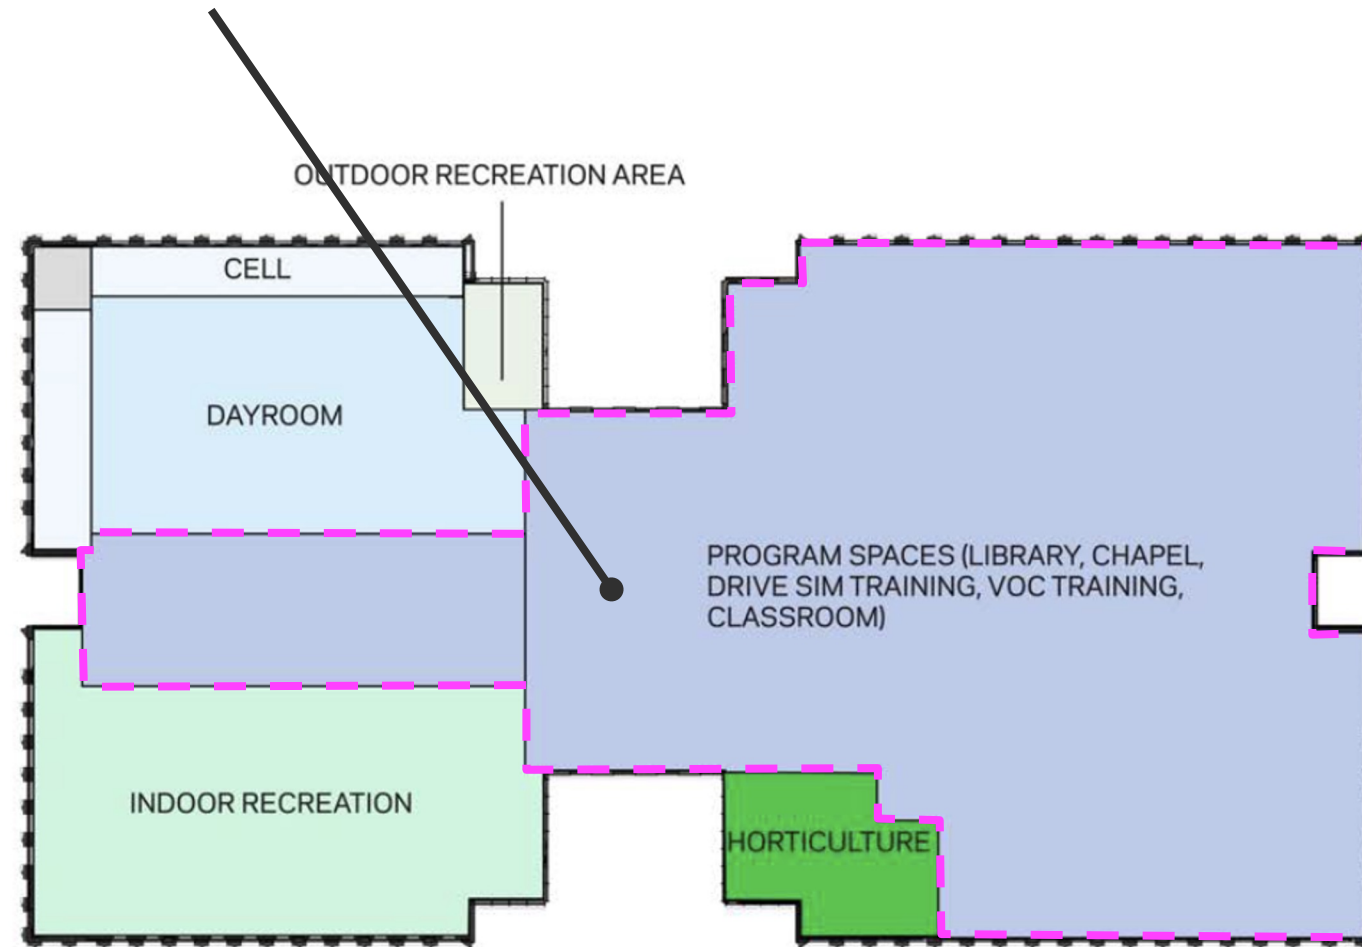 OUTDOOR RECREATION AREA
CELL
DAYROOM
PROGRAM SPACES (LIBRARY, CHAPEL,
DRIVE SIM TRAINING, VOC TRAINING,
CLASSROOM)
INDOOR RECREATION
HORTICULTURE